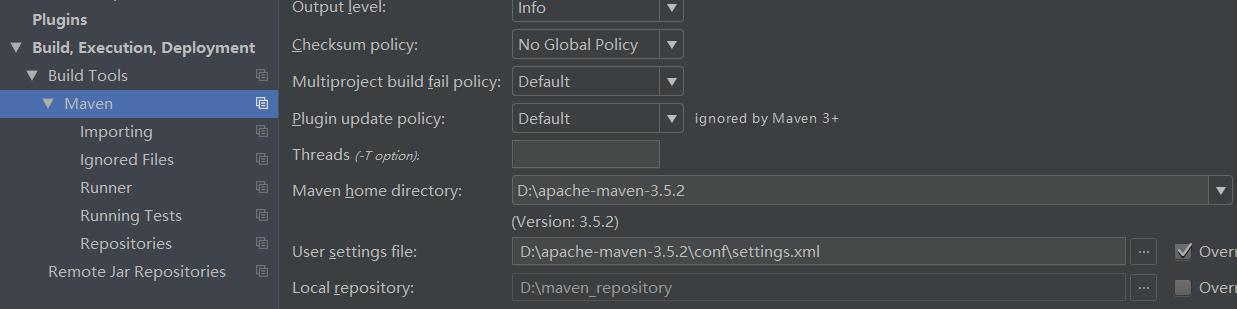 Plugins
Build, Execution, Deployment
Build Tools
Maven
Importing
Ignored Files
Runner
Running Tests
Repositories
Remote Jar Repositories
Output level: Info
Checksum policy: No Global Policy
Multiproject build fail policy: Default
Plugin update policy: Default ignored by Maven 3+
Threads (-T option):
Maven home directory: D:\apache-maven-3.5.2
(Version: 3.5.2)
User settings file: D:\apache-maven-3.5.2\conf\settings.xml ... Overr
Local repository: D:\maven_repository ... Overr